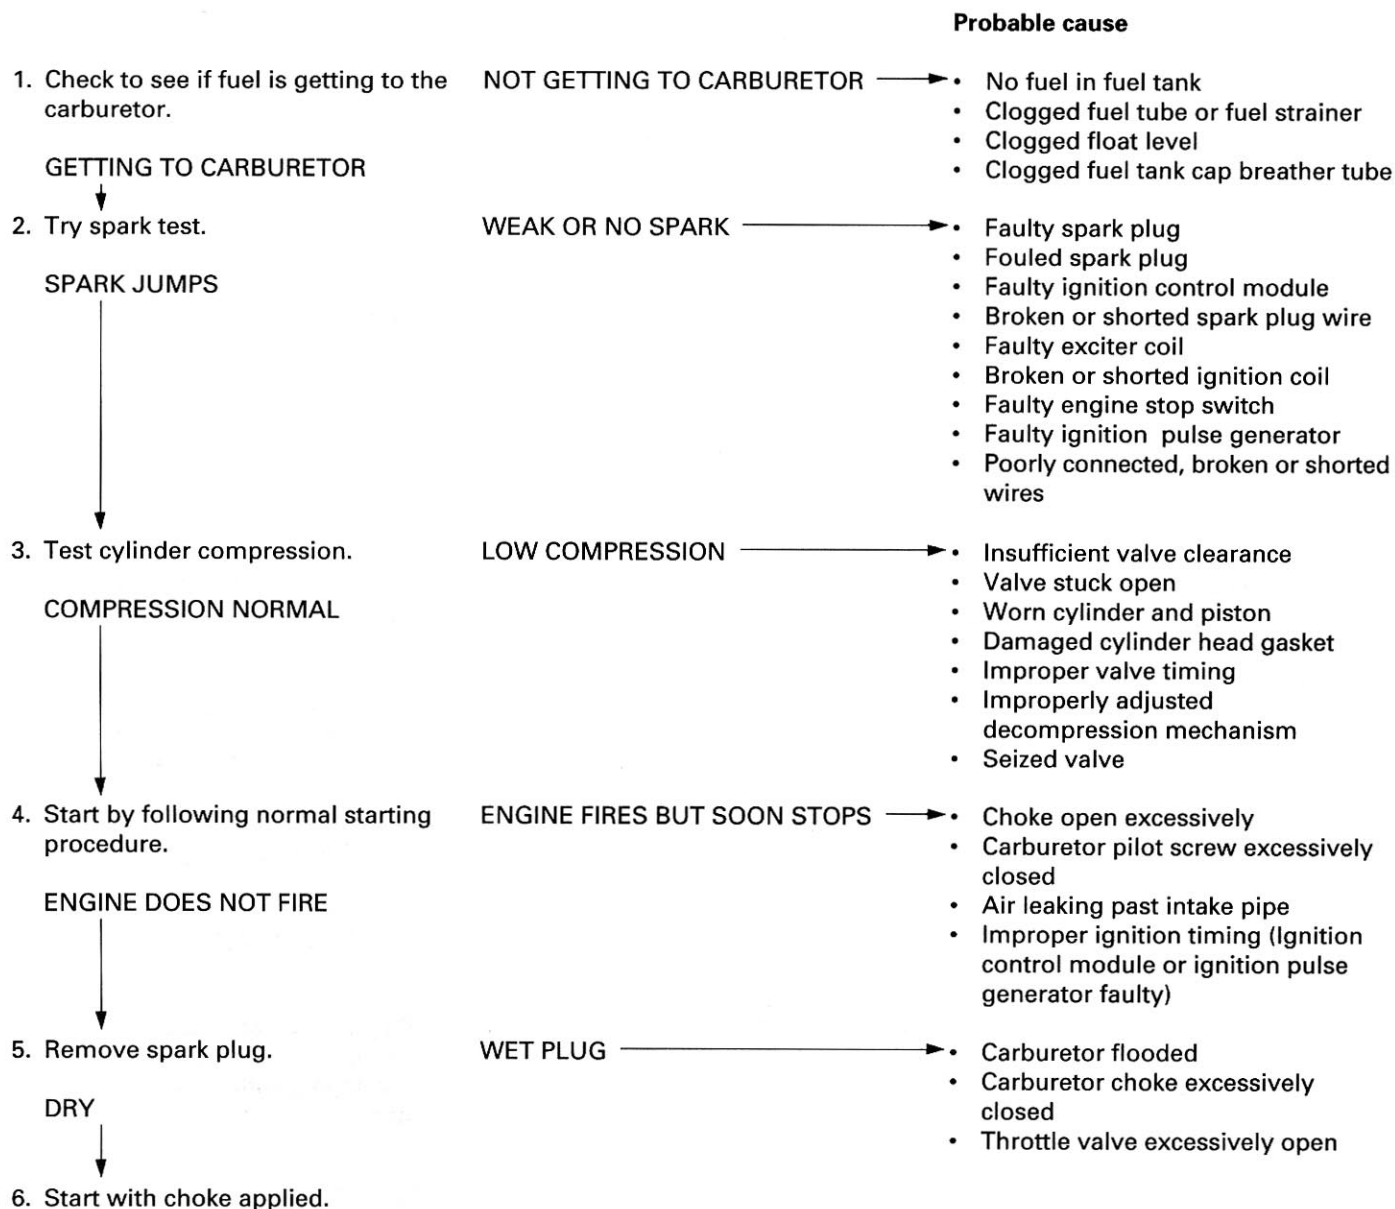 Probable cause
1. Check to see if fuel is getting to the carburetor.
NOT GETTING TO CARBURETOR
• No fuel in fuel tank
• Clogged fuel tube or fuel strainer
• Clogged float level
• Clogged fuel tank cap breather tube
GETTING TO CARBURETOR
2. Try spark test.
WEAK OR NO SPARK
• Faulty spark plug
• Fouled spark plug
• Faulty ignition control module
• Broken or shorted spark plug wire
• Faulty exciter coil
• Broken or shorted ignition coil
• Faulty engine stop switch
• Faulty ignition pulse generator
• Poorly connected, broken or shorted
wires
SPARK JUMPS
3. Test cylinder compression.
LOW COMPRESSION
• Insufficient valve clearance
• Valve stuck open
• Worn cylinder and piston
• Damaged cylinder head gasket
• Improper valve timing
• Improperly adjusted
decompression mechanism
• Seized valve
COMPRESSION NORMAL
4. Start by following normal starting
procedure.
ENGINE FIRES BUT SOON STOPS
• Choke open excessively
• Carburetor pilot screw excessively
closed
• Air leaking past intake pipe
• Improper ignition timing (Ignition
control module or ignition pulse
generator faulty)
ENGINE DOES NOT FIRE
5. Remove spark plug.
WET PLUG
• Carburetor flooded
• Carburetor choke excessively
closed
• Throttle valve excessively open
DRY
6. Start with choke applied.